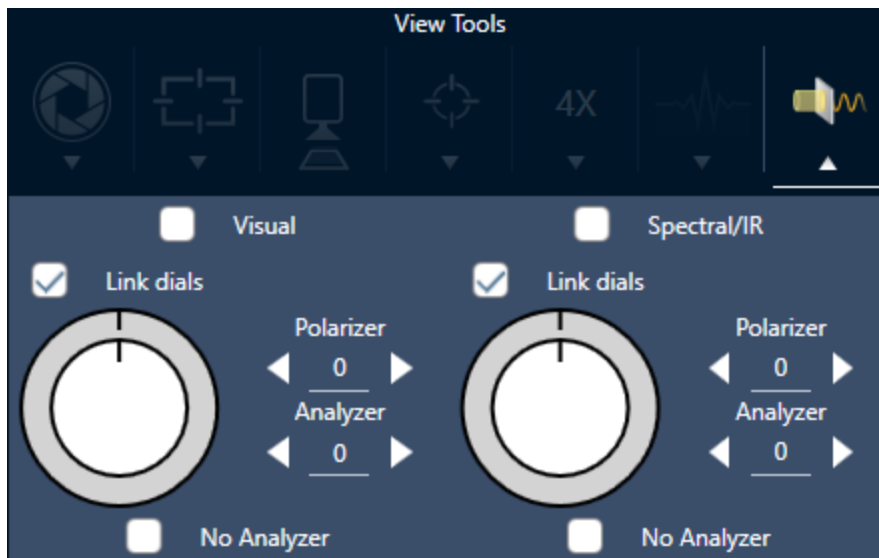 View Tools
4X
Visual
Spectral/IR
Link dials
Link dials
Polarizer
0
Analyzer
0
Polarizer
0
Analyzer
0
No Analyzer
No Analyzer